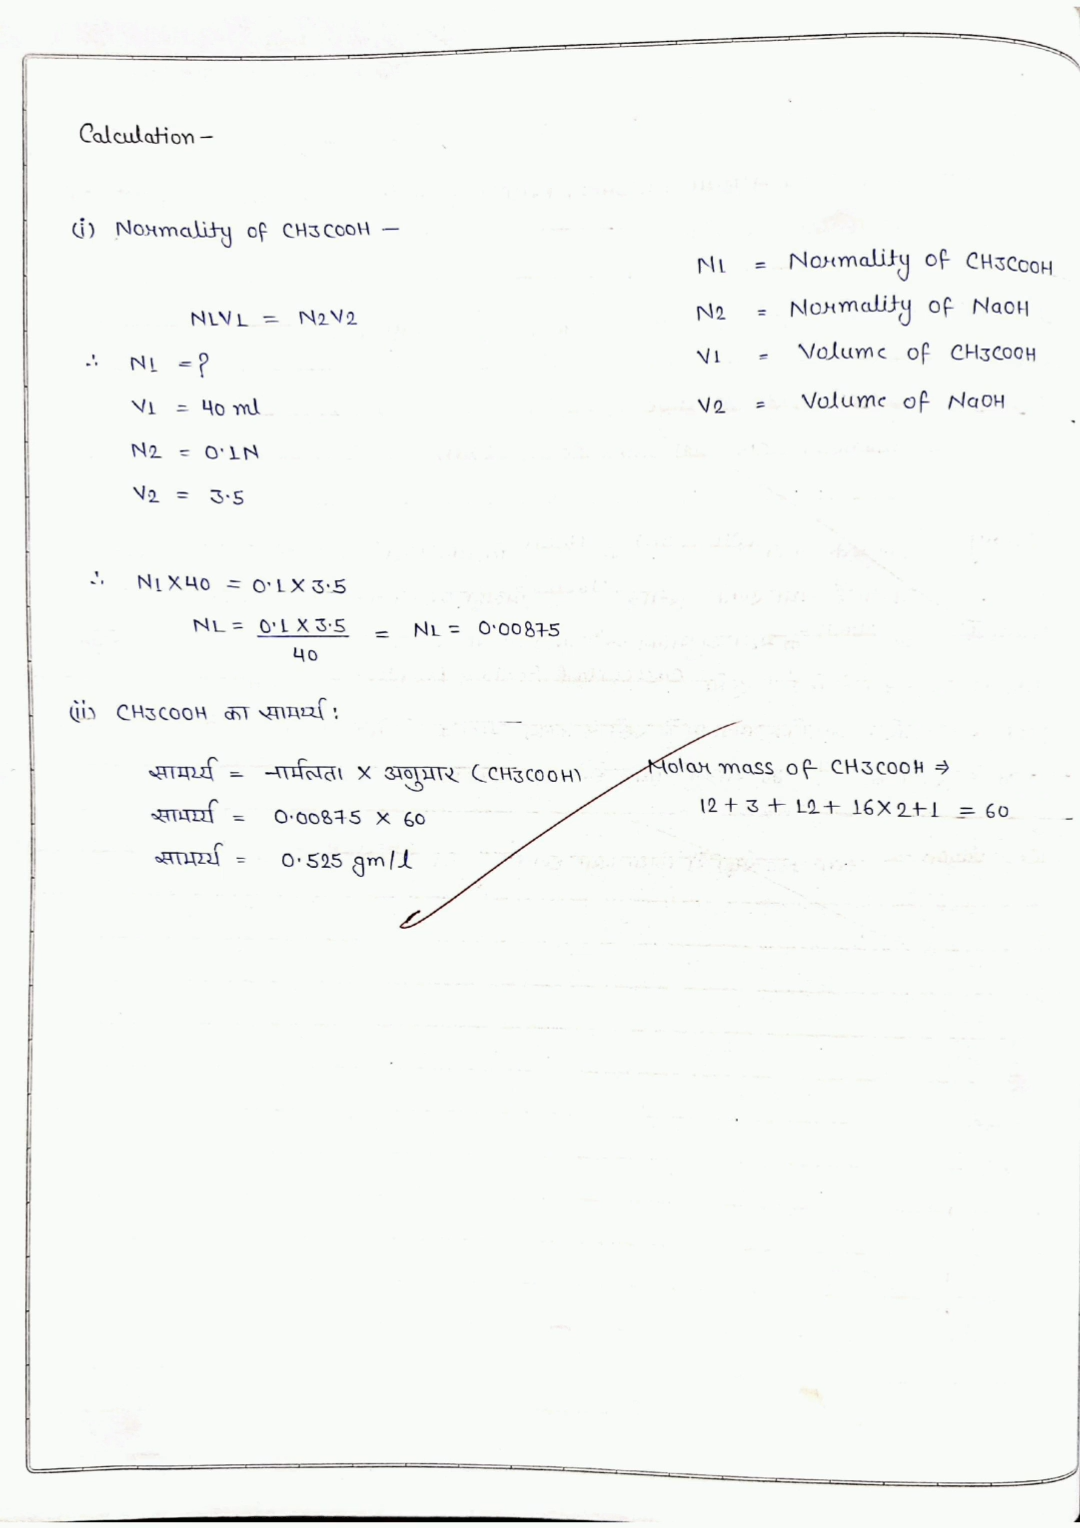 Calculation -
(i) Normality of CH3COOH -
N1 = Normality of CH3COOH
N2 = Normality of NaOH
V1 = Volume of CH3COOH
V2 = Volume of NaOH
N1V1 = N2V2
∴ N1 = ?
V1 = 40 ml
N2 = 0.1N
V2 = 3.5
∴ N1 X 40 = 0.1 X 3.5
N1 = 0.1 X 3.5 / 40 = N1 = 0.00875
(ii) CH3COOH का सामर्थ्य :
सामर्थ्य = नार्मलता X अणुभार (CH3COOH)
सामर्थ्य = 0.00875 X 60
सामर्थ्य = 0.525 gm/l
Molar mass of CH3COOH ⇒
12 + 3 + 12 + 16 X 2 + 1 = 60